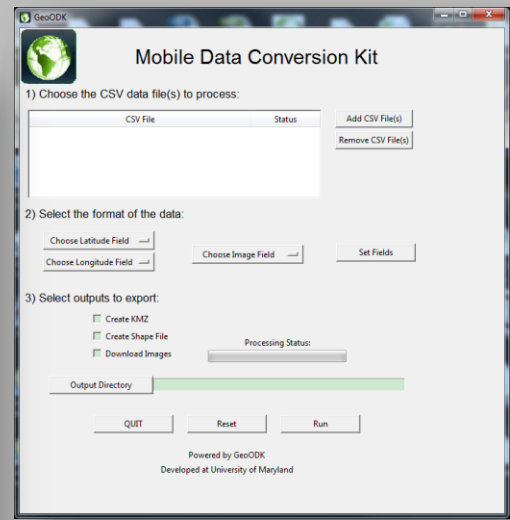 GeoODK
Mobile Data Conversion Kit
1) Choose the CSV data file(s) to process:
CSV File Status
Add CSV File(s)
Remove CSV File(s)
2) Select the format of the data:
Choose Latitude Field
Choose Longitude Field
Choose Image Field
Set Fields
3) Select outputs to export:
Create KMZ
Create Shape File
Download Images
Processing Status:
Output Directory
QUIT Reset Run
Powered by GeoODK
Developed at University of Maryland